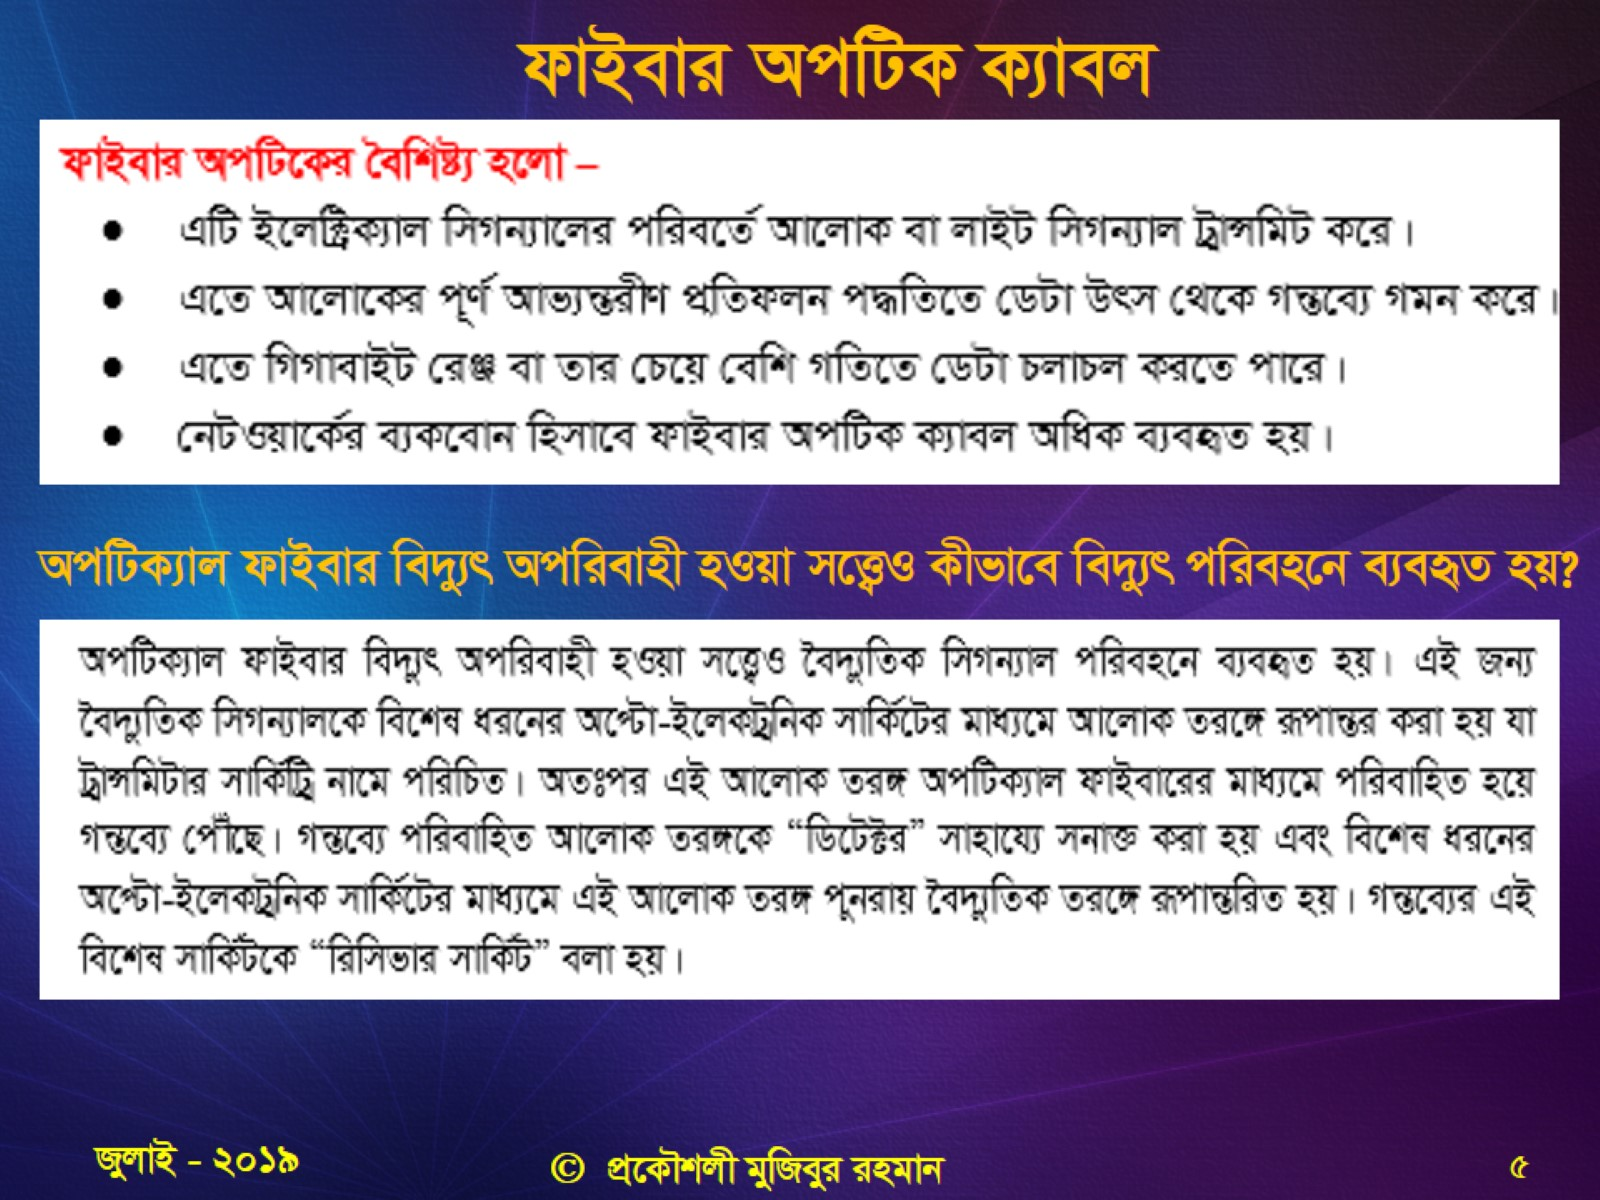 ফাইবার অপটিক ক্যাবল
ফাইবার অপটিকের বৈশিষ্ট্য হলো –
● এটি ইলেক্ট্রিক্যাল সিগন্যালের পরিবর্তে আলোক বা লাইট সিগন্যাল ট্রান্সমিট করে।
● এতে আলোকের পূর্ণ আভ্যন্তরীণ প্রতিফলন পদ্ধতিতে ডেটা উৎস থেকে গন্তব্যে গমন করে।
● এতে গিগাবাইট রেঞ্জ বা তার চেয়ে বেশি গতিতে ডেটা চলাচল করতে পারে।
● নেটওয়ার্কের ব্যকবোন হিসাবে ফাইবার অপটিক ক্যাবল অধিক ব্যবহৃত হয়।
অপটিক্যাল ফাইবার বিদ্যুৎ অপরিবাহী হওয়া সত্ত্বেও কীভাবে বিদ্যুৎ পরিবহনে ব্যবহৃত হয়?
অপটিক্যাল ফাইবার বিদ্যুৎ অপরিবাহী হওয়া সত্ত্বেও বৈদ্যুতিক সিগন্যাল পরিবহনে ব্যবহৃত হয়। এই জন্য
বৈদ্যুতিক সিগন্যালকে বিশেষ ধরনের অপ্টো-ইলেকট্রনিক সার্কিটের মাধ্যমে আলোক তরঙ্গে রূপান্তর করা হয় যা
ট্রান্সমিটার সার্কিট্রি নামে পরিচিত। অতঃপর এই আলোক তরঙ্গ অপটিক্যাল ফাইবারের মাধ্যমে পরিবাহিত হয়ে
গন্তব্যে পৌঁছে। গন্তব্যে পরিবাহিত আলোক তরঙ্গকে “ডিটেক্টর” সাহায্যে সনাক্ত করা হয় এবং বিশেষ ধরনের
অপ্টো-ইলেকট্রনিক সার্কিটের মাধ্যমে এই আলোক তরঙ্গ পূনরায় বৈদ্যুতিক তরঙ্গে রূপান্তরিত হয়। গন্তব্যের এই
বিশেষ সার্কিটকে “রিসিভার সার্কিট” বলা হয়।
জুলাই - ২০১৯
© প্রকৌশলী মুজিবুর রহমান
৫